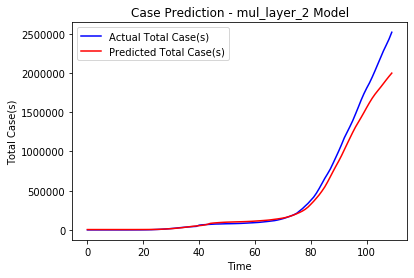 Case Prediction - mul_layer_2 Model
Actual Total Case(s)
Predicted Total Case(s)
2500000
2000000
1500000
1000000
500000
0
Total Case(s)
0 20 40 60 80 100
Time